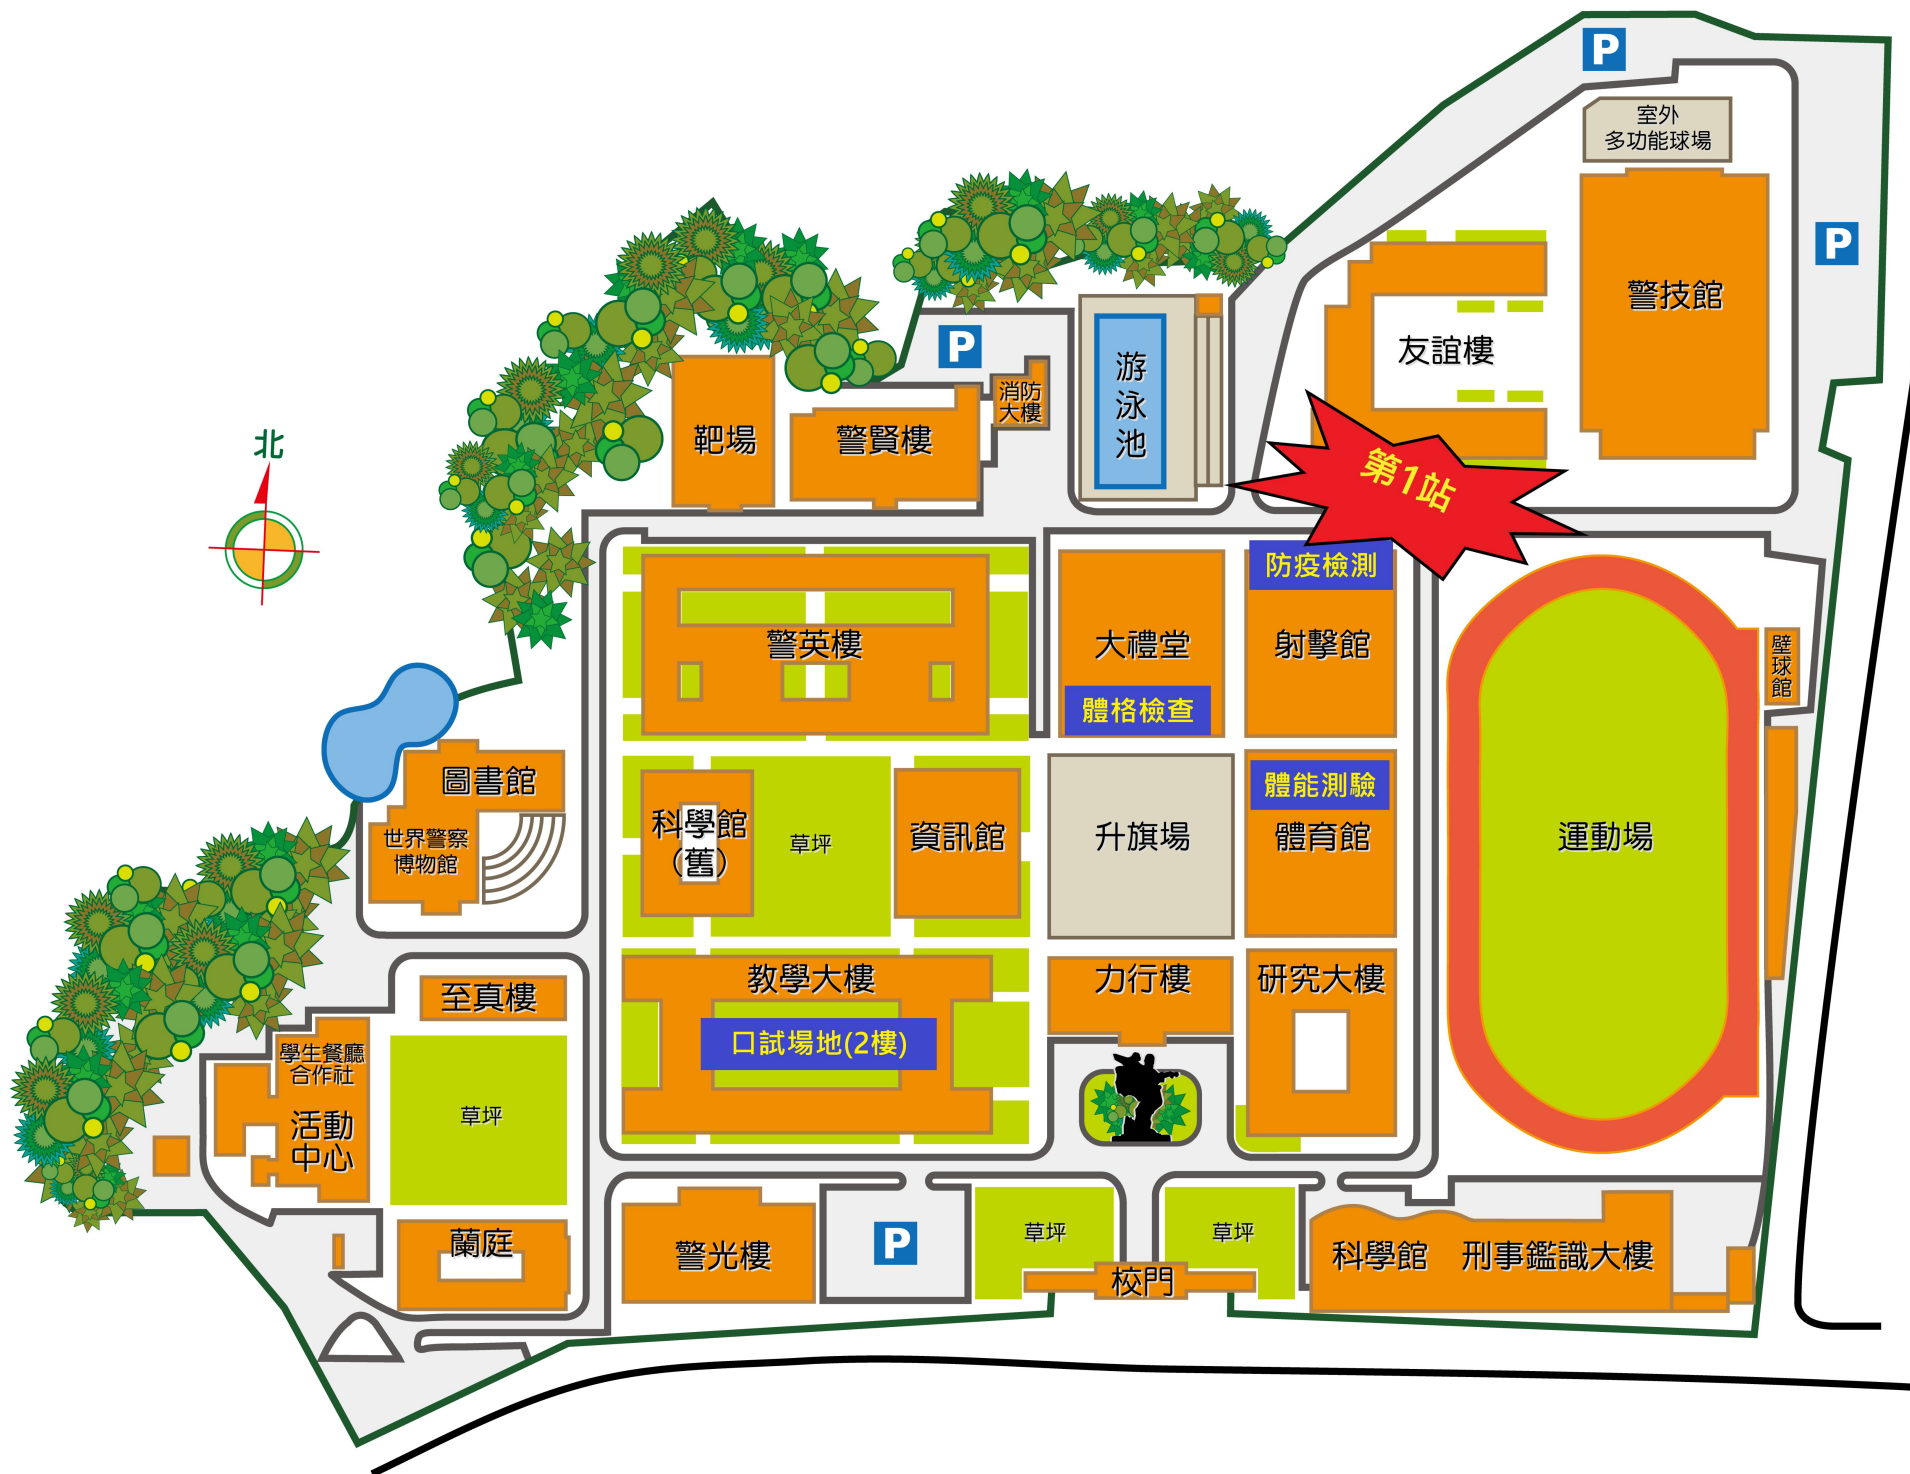 P
室外
多功能球場
P
警技館
友誼樓
P
游泳池
消防
大樓
靶場
警賢樓
北
第1站
防疫檢測
大禮堂
射擊館
警英樓
壁球館
體格檢查
圖書館
體能測驗
世界警察
博物館
科學館
(舊)
草坪
資訊館
升旗場
體育館
運動場
至真樓
教學大樓
力行樓
研究大樓
口試場地(2樓)
學生餐廳
合作社
活動
中心
草坪
蘭庭
警光樓
P
草坪
草坪
校門
科學館
刑事鑑識大樓